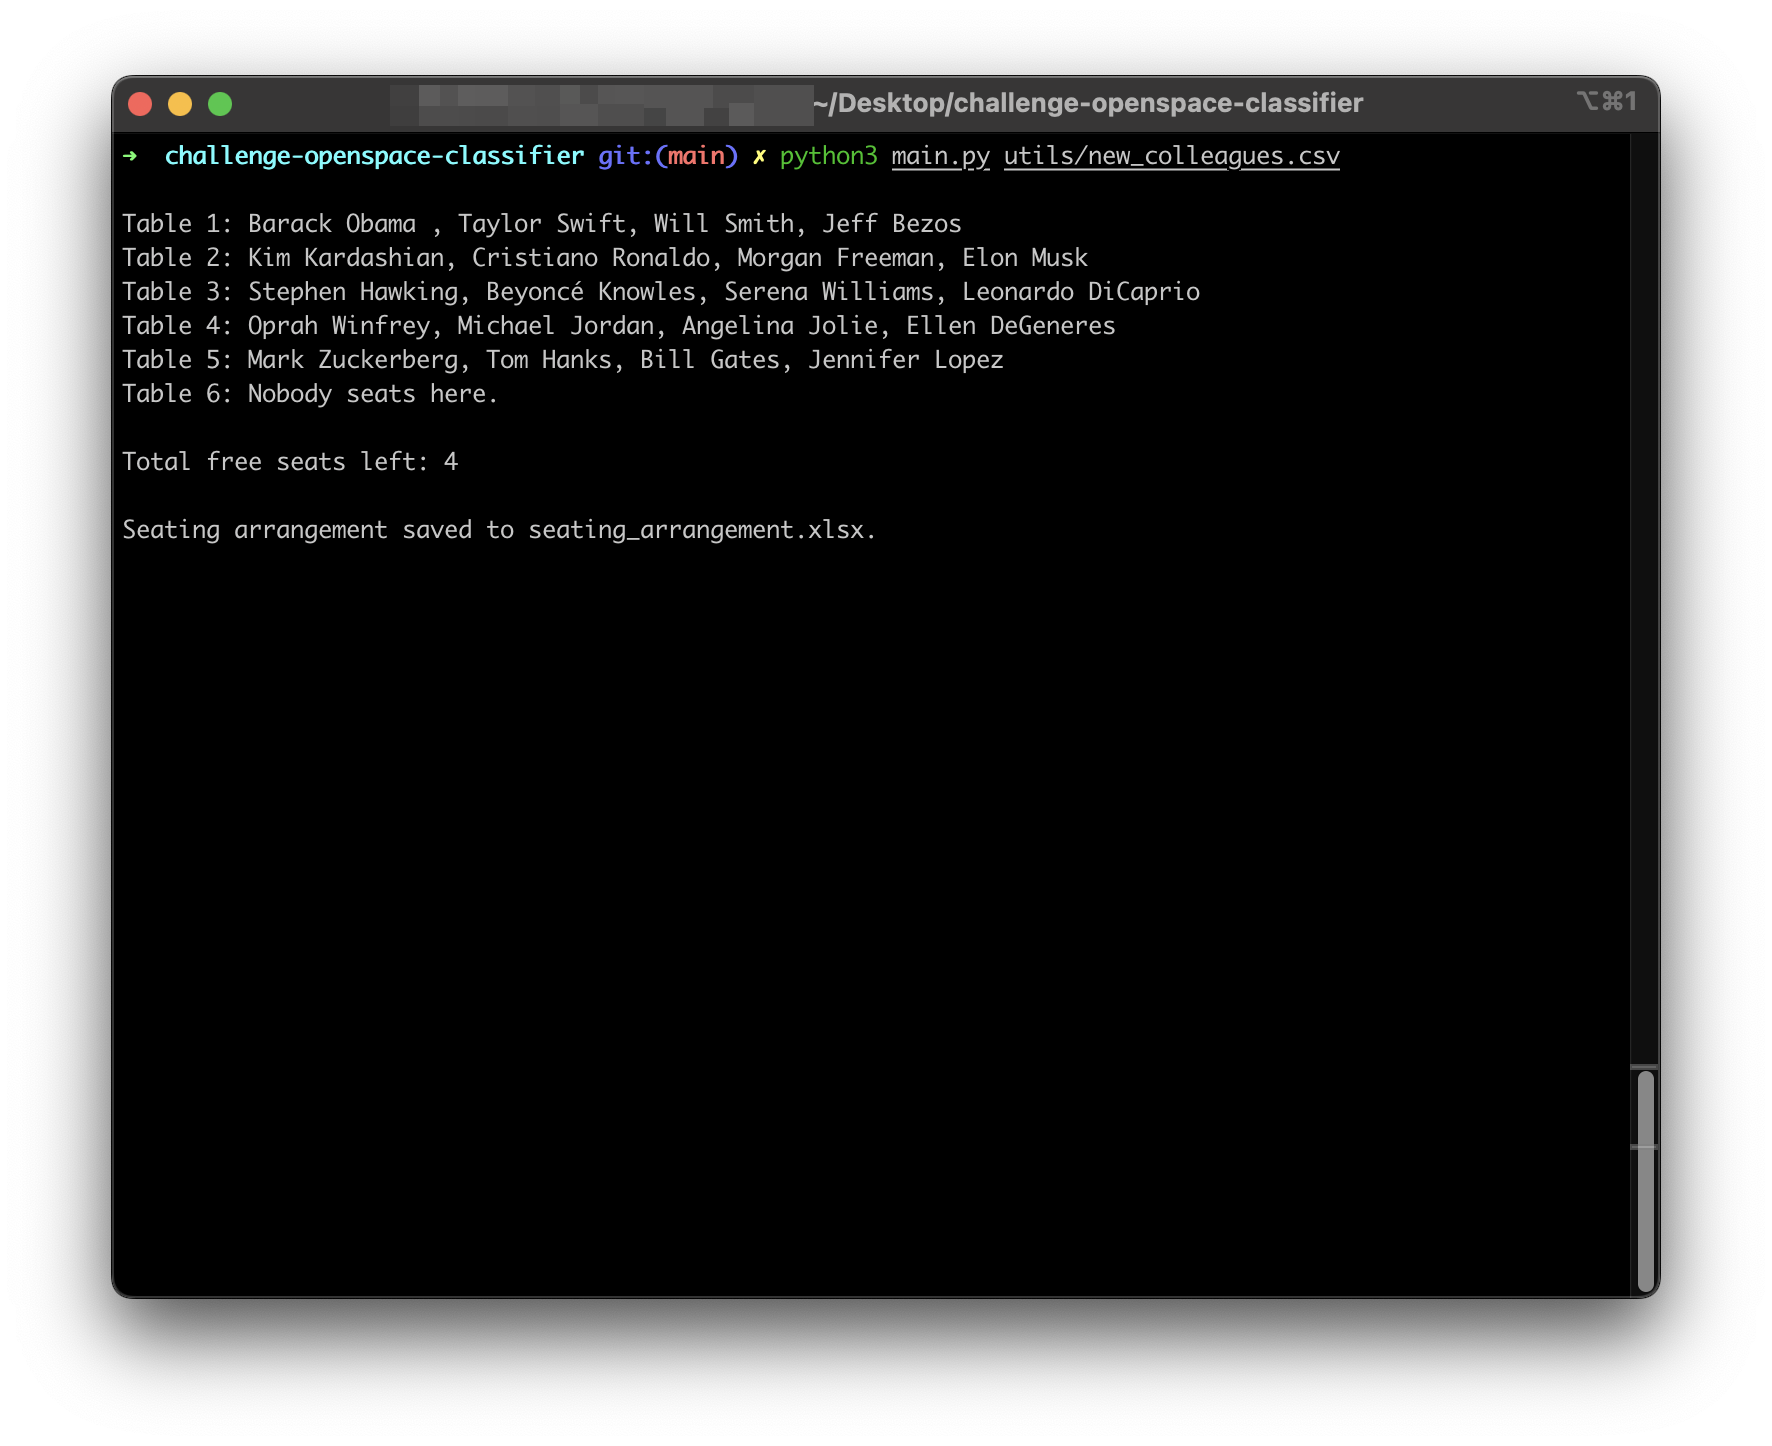 ~/Desktop/challenge-openspace-classifier ⌥⌘1
➜ challenge-openspace-classifier git:(main) ✗ python3 main.py utils/new_colleagues.csv
Table 1: Barack Obama , Taylor Swift, Will Smith, Jeff Bezos
Table 2: Kim Kardashian, Cristiano Ronaldo, Morgan Freeman, Elon Musk
Table 3: Stephen Hawking, Beyoncé Knowles, Serena Williams, Leonardo DiCaprio
Table 4: Oprah Winfrey, Michael Jordan, Angelina Jolie, Ellen DeGeneres
Table 5: Mark Zuckerberg, Tom Hanks, Bill Gates, Jennifer Lopez
Table 6: Nobody seats here.
Total free seats left: 4
Seating arrangement saved to seating_arrangement.xlsx.